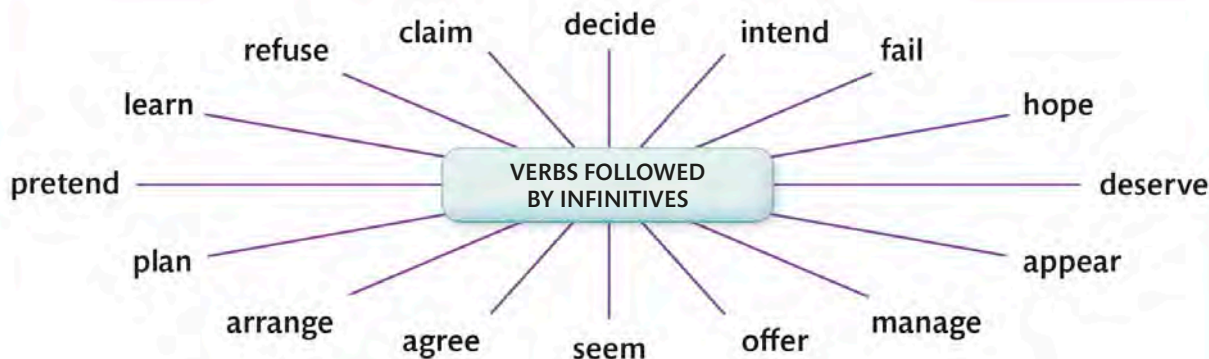 decide
claim
intend
refuse
fail
learn
hope
VERBS FOLLOWED
BY INFINITIVES
pretend
deserve
plan
appear
arrange
manage
agree
offer
seem